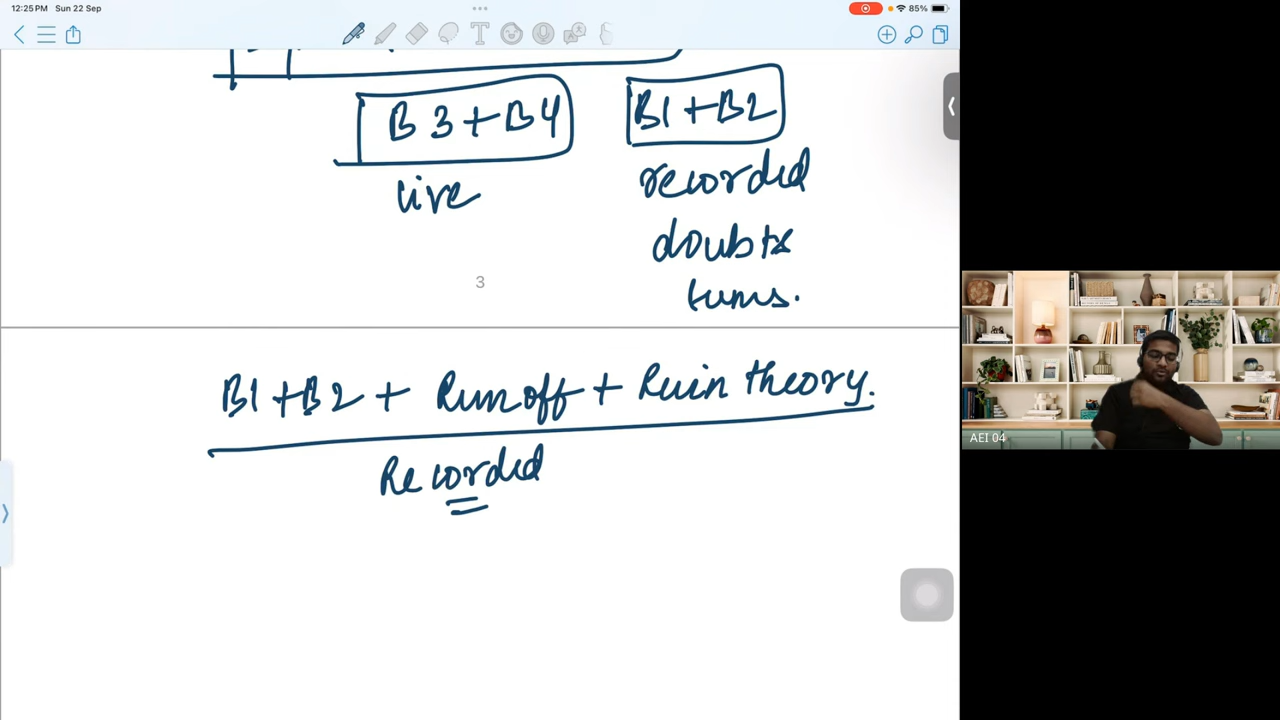 12:25 PM Sun 22 Sep
85%
B3+B4 B1+B2
live recorded
doubts
3
B1+B2 + Runoff + Ruin theory.
Recorded
AEI 04